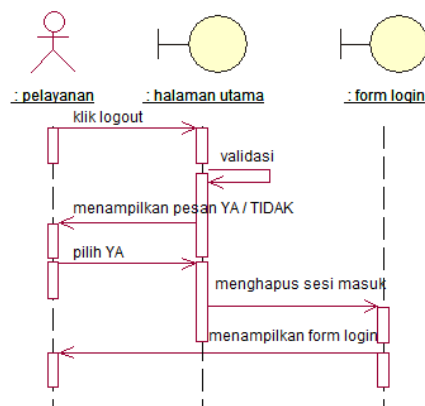 : pelayanan
: halaman utama
: form login
klik logout
validasi
menampilkan pesan YA / TIDAK
pilih YA
menghapus sesi masuk
menampilkan form login